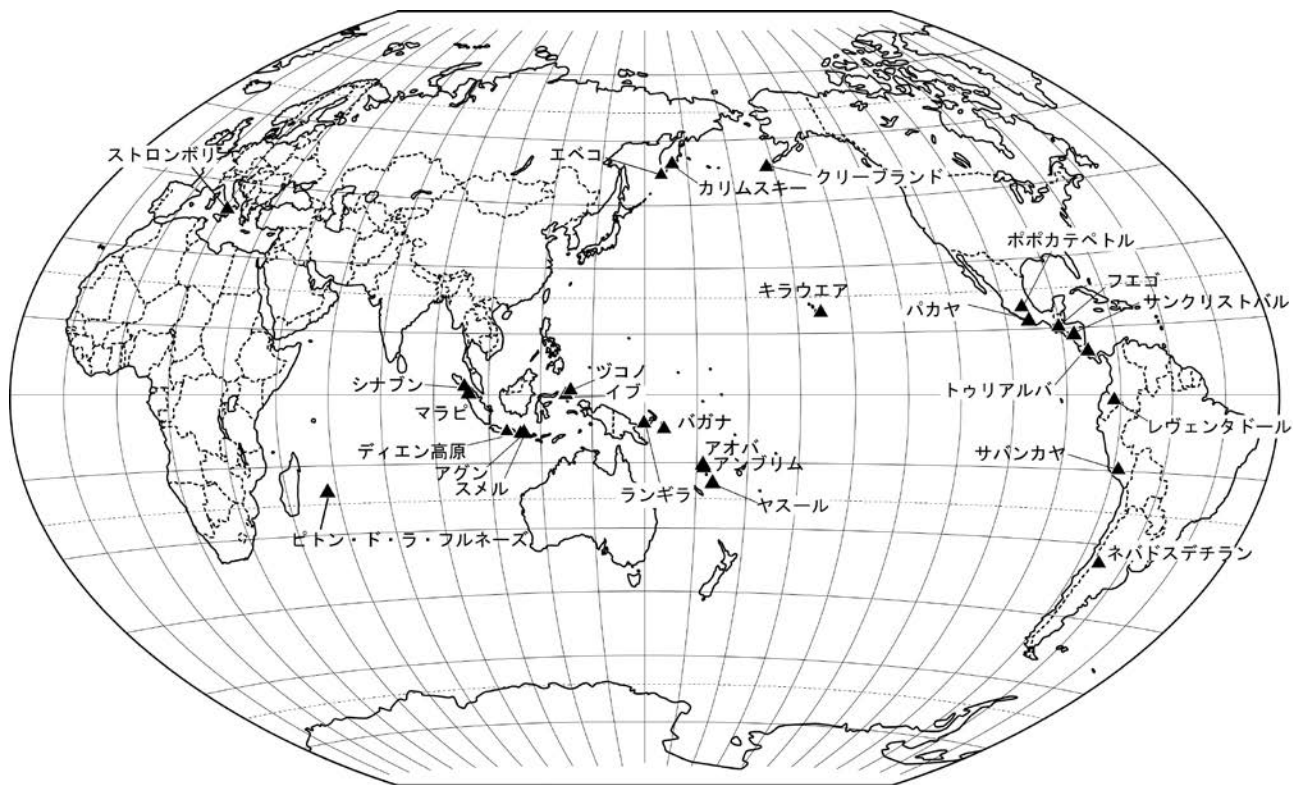 ストロンボリ
エベコ
カリムスキー
クリーブランド
ポポカテペトル
フエゴ
サンクリストバル
キラウエア
パカヤ
トゥリアルバ
シナブン
ヅコノ
イブ
マラピ
バガナ
レヴェンタドール
ディエン高原
アグン
スメル
アオバ
アンブリム
サバンカヤ
ランギラ
ヤスール
ピトン・ド・ラ・フルネーズ
ネバドスデチラン